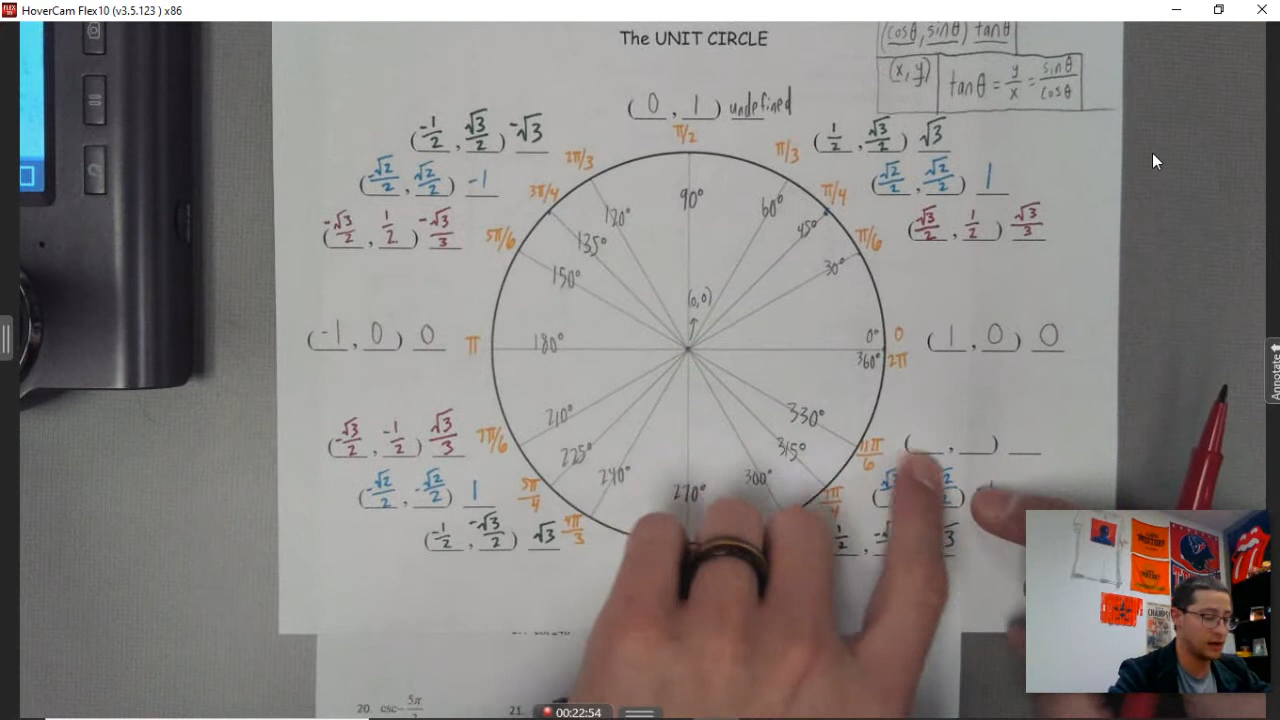 HoverCam Flex10 (v3.5.123 ) x86
The UNIT CIRCLE
(cosθ, sinθ) tanθ
(x, y) tanθ = y/x = sinθ/cosθ
(0, 1) undefined
π/2
(-1/2, √3/2) -√3
2π/3
π/3
(1/2, √3/2) √3
(-√2/2, √2/2) -1
3π/4
π/4
(√2/2, √2/2) 1
(-√3/2, 1/2) -√3/3
5π/6
π/6
(√3/2, 1/2) √3/3
90°
120°
60°
135°
45°
150°
30°
(0,0)
(-1, 0) 0
π
180°
0°
0
(1, 0) 0
360°
2π
(-√3/2, -1/2) √3/3
7π/6
210°
330°
11π/6
( , )
225°
315°
(-√2/2, -√2/2) 1
5π/4
240°
270°
300°
(-1/2, -√3/2) √3
4π/3
20. csc -5π
21.
00:22:54
Annotate